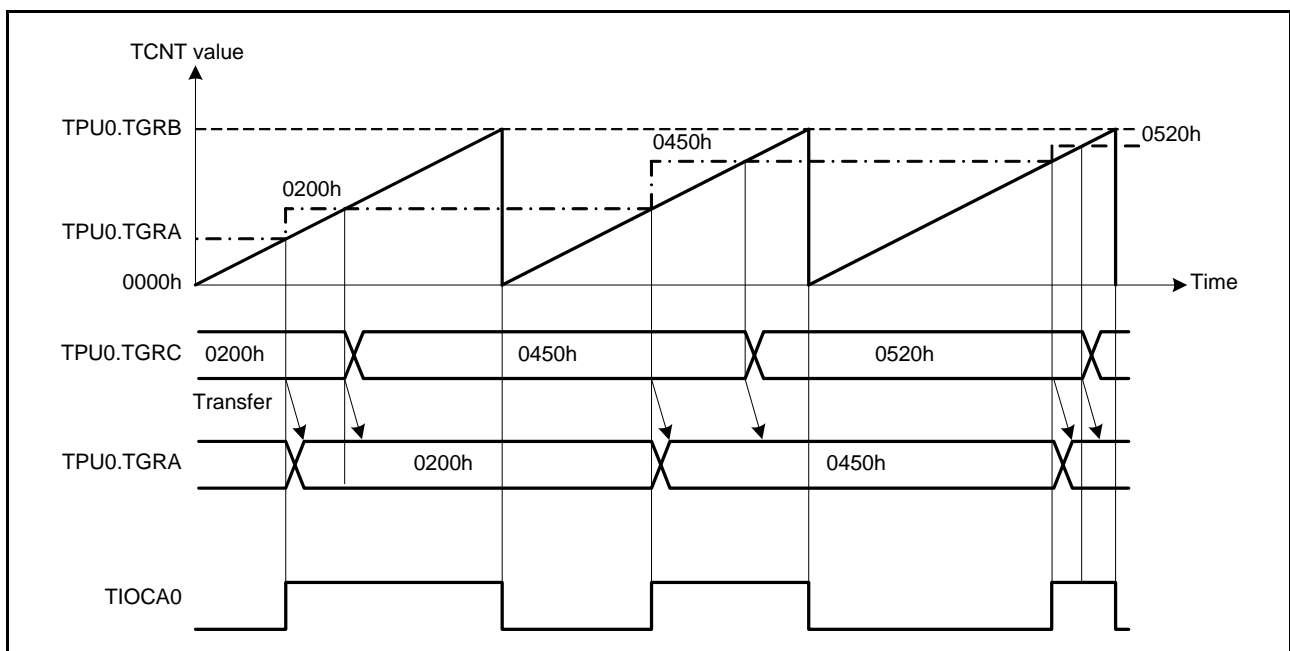 TCNT value
TPU0.TGRB
0450h
0520h
0200h
TPU0.TGRA
0000h
Time
TPU0.TGRC
0200h
0450h
0520h
Transfer
TPU0.TGRA
0200h
0450h
TIOCA0